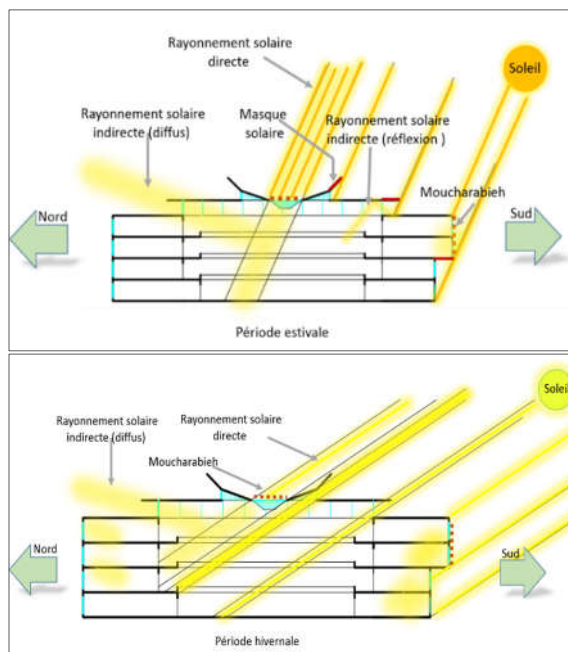 Rayonnement solaire
directe
Soleil
Rayonnement solaire
indirecte (diffus)
Masque
solaire
Rayonnement solaire
indirecte (réflexion )
Moucharabieh
Nord
Sud
Période estivale
Soleil
Rayonnement solaire
indirecte (diffus)
Rayonnement solaire
directe
Moucharabieh
Nord
Sud
Période hivernale